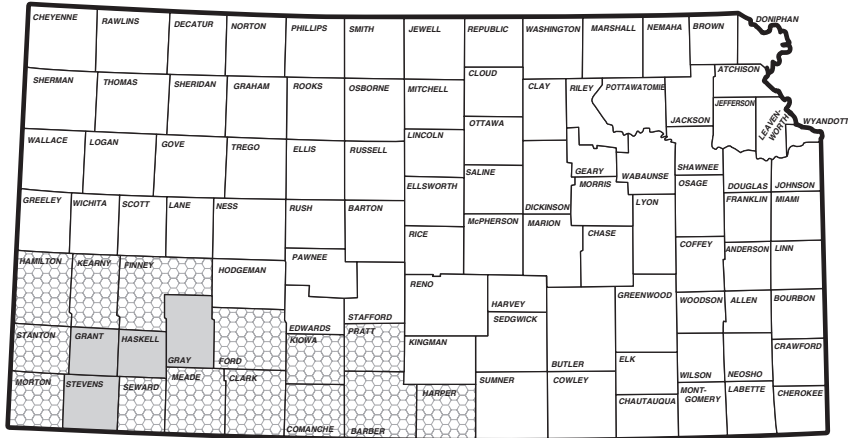 CHEYENNE
RAWLINS
DECATUR
NORTON
PHILLIPS
SMITH
JEWELL
REPUBLIC
WASHINGTON
MARSHALL
NEMAHA
BROWN
DONIPHAN
SHERMAN
THOMAS
SHERIDAN
GRAHAM
ROOKS
OSBORNE
MITCHELL
CLOUD
CLAY
RILEY
POTTAWATOMIE
ATCHISON
JACKSON
JEFFERSON
LEAVEN-
WORTH
WYANDOTT
WALLACE
LOGAN
GOVE
TREGO
ELLIS
RUSSELL
LINCOLN
OTTAWA
SALINE
ELLSWORTH
DICKINSON
GEARY
MORRIS
WABAUNSE
SHAWNEE
OSAGE
DOUGLAS
JOHNSON
GREELEY
WICHITA
SCOTT
LANE
NESS
RUSH
BARTON
RICE
McPHERSON
MARION
CHASE
LYON
FRANKLIN
MIAMI
COFFEY
ANDERSON
LINN
HAMILTON
KEARNY
FINNEY
HODGEMAN
PAWNEE
RENO
HARVEY
SEDGWICK
GREENWOOD
WOODSON
ALLEN
BOURBON
STAFFORD
EDWARDS
PRATT
KIOWA
STANTON
GRANT
HASKELL
GRAY
FORD
KINGMAN
BUTLER
ELK
WILSON
NEOSHO
CRAWFORD
MORTON
STEVENS
SEWARD
MEADE
CLARK
COMANCHE
BARBER
HARPER
SUMNER
COWLEY
CHAUTAUQUA
MONT-
GOMERY
LABETTE
CHEROKEE